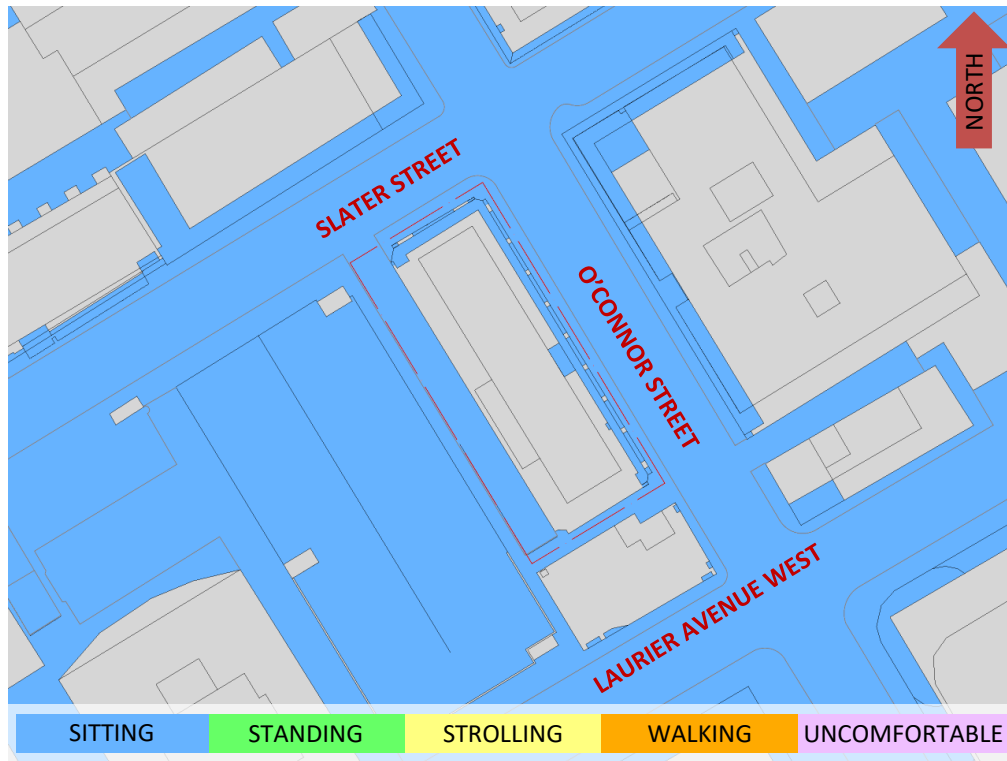 NORTH
SLATER STREET
O'CONNOR STREET
LAURIER AVENUE WEST
SITTING
STANDING
STROLLING
WALKING
UNCOMFORTABLE